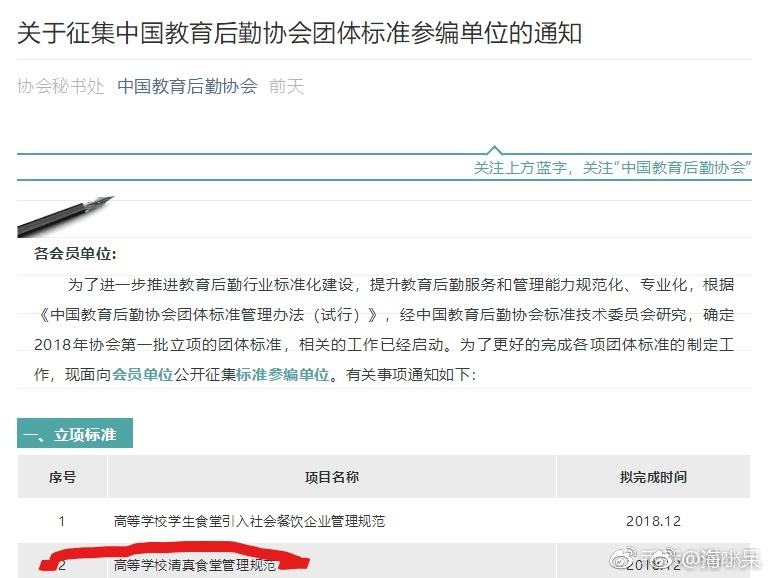 关于征集中国教育后勤协会团体标准参编单位的通知
协会秘书处 中国教育后勤协会 前天
关注上方蓝字，关注"中国教育后勤协会"
各会员单位:
为了进一步推进教育后勤行业标准化建设，提升教育后勤服务和管理能力规范化、专业化，根据
《中国教育后勤协会团体标准管理办法（试行）》，经中国教育后勤协会标准技术委员会研究，确定
2018年协会第一批立项的团体标准，相关的工作已经启动。为了更好的完成各项团体标准的制定工
作，现面向会员单位公开征集标准参编单位。有关事项通知如下：
一、立项标准
序号 项目名称 拟完成时间
1 高等学校学生食堂引入社会餐饮企业管理规范 2018.12
2 高等学校清真食堂管理规范 2018.12